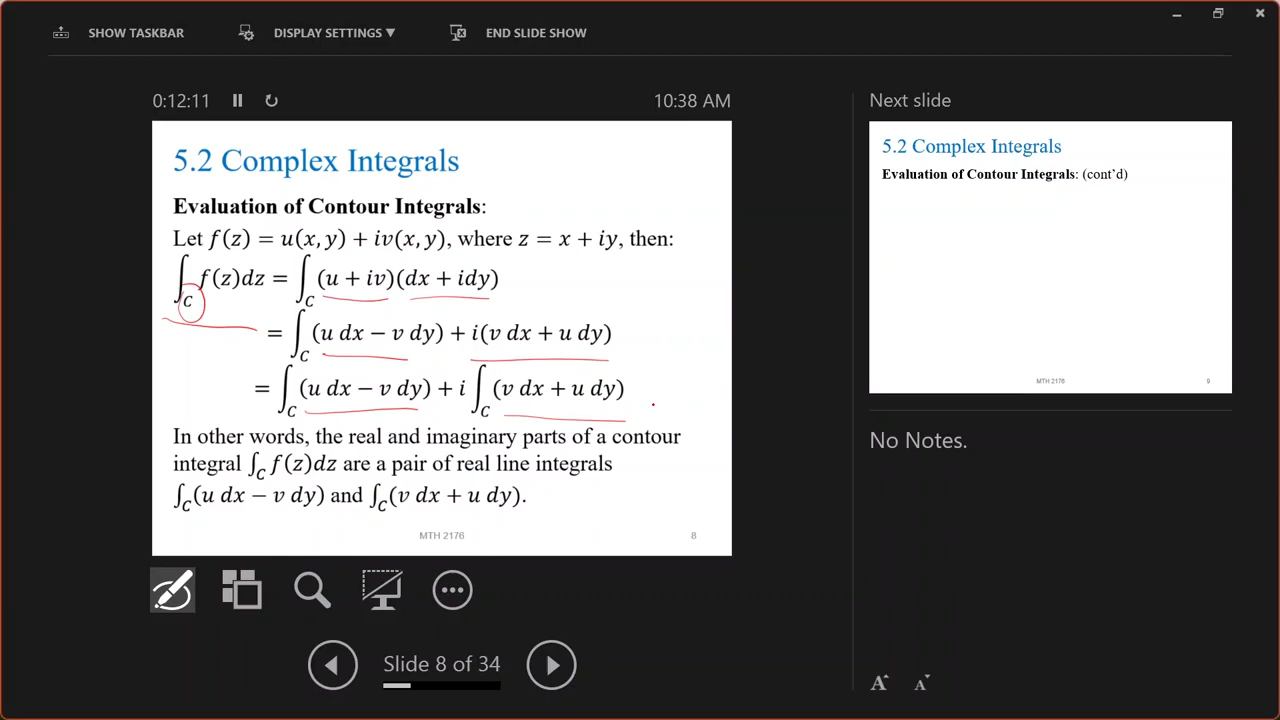 SHOW TASKBAR
DISPLAY SETTINGS ▼
END SLIDE SHOW
0:12:11
10:38 AM
5.2 Complex Integrals
Evaluation of Contour Integrals:
Let f(z) = u(x, y) + iv(x, y), where z = x + iy, then:
∫_C f(z)dz = ∫_C (u + iv)(dx + idy)
= ∫_C (u dx − v dy) + i(v dx + u dy)
= ∫_C (u dx − v dy) + i ∫_C (v dx + u dy)
In other words, the real and imaginary parts of a contour
integral ∫_C f(z)dz are a pair of real line integrals
∫_C (u dx − v dy) and ∫_C (v dx + u dy).
MTH 2176
8
Slide 8 of 34
Next slide
5.2 Complex Integrals
Evaluation of Contour Integrals: (cont'd)
MTH 2176
9
No Notes.
A A